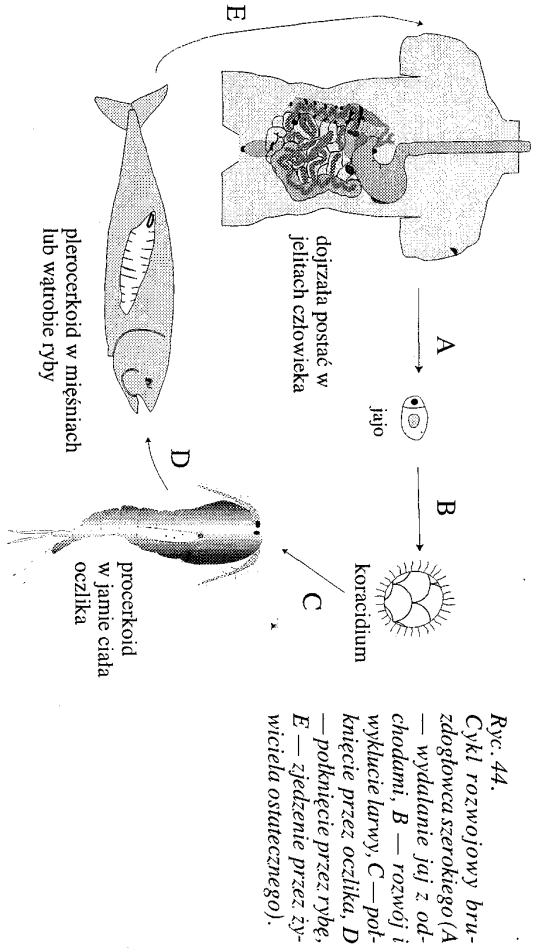 E
dojrzała postać w
jelitach człowieka
A
jajo
B
koracidium
C
procerkoid
w jamie ciała
oczlika
D
plerocerkoid w mięśniach
lub wątrobie ryby
Ryc. 44.
Cykl rozwojowy bru-
zdogłowca szerokiego (A
— wydalanie jaj z od-
chodami, B — rozwój i
wyklucie larwy, C — poł-
knięcie przez oczlika, D
— połknięcie przez rybę,
E — zjedzenie przez ży-
wiciela ostatecznego).